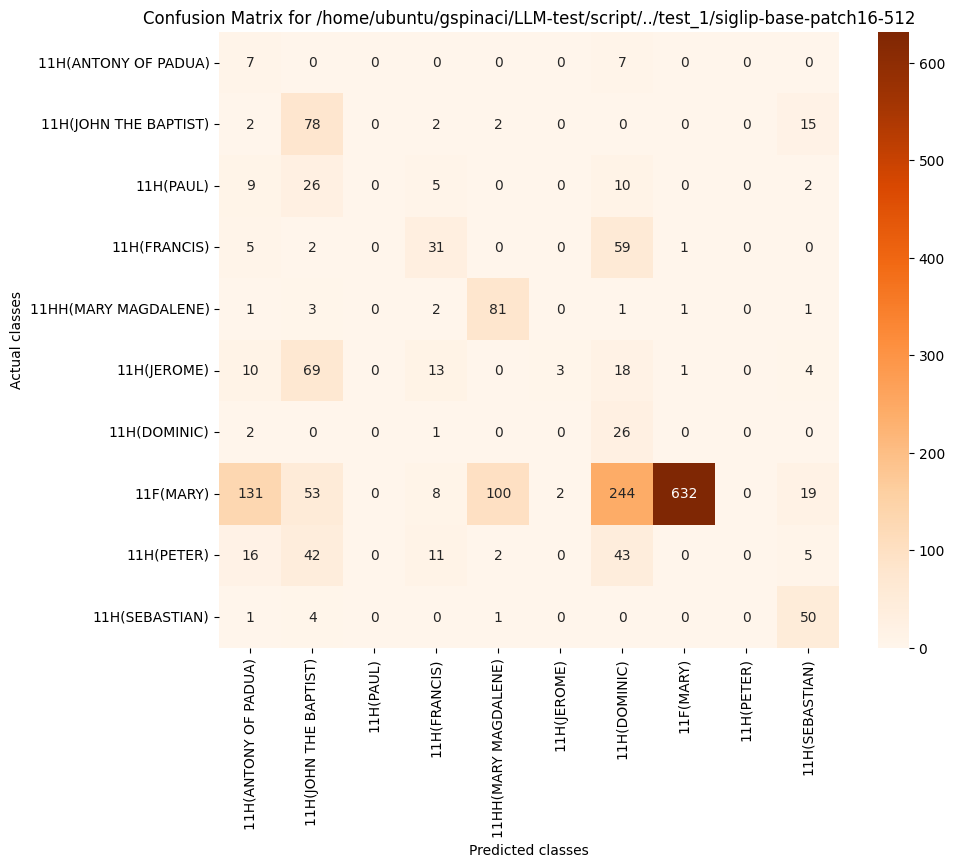 Confusion Matrix for /home/ubuntu/gspinaci/LLM-test/script/../test_1/siglip-base-patch16-512
11H(ANTONY OF PADUA) 7 0 0 0 0 0 7 0 0 0
11H(JOHN THE BAPTIST) 2 78 0 2 2 0 0 0 0 15
11H(PAUL) 9 26 0 5 0 0 10 0 0 2
11H(FRANCIS) 5 2 0 31 0 0 59 1 0 0
11HH(MARY MAGDALENE) 1 3 0 2 81 0 1 1 0 1
11H(JEROME) 10 69 0 13 0 3 18 1 0 4
11H(DOMINIC) 2 0 0 1 0 0 26 0 0 0
11F(MARY) 131 53 0 8 100 2 244 632 0 19
11H(PETER) 16 42 0 11 2 0 43 0 0 5
11H(SEBASTIAN) 1 4 0 0 1 0 0 0 0 50
Actual classes
11H(ANTONY OF PADUA)
11H(JOHN THE BAPTIST)
11H(PAUL)
11H(FRANCIS)
11HH(MARY MAGDALENE)
11H(JEROME)
11H(DOMINIC)
11F(MARY)
11H(PETER)
11H(SEBASTIAN)
Predicted classes
600
500
400
300
200
100
0